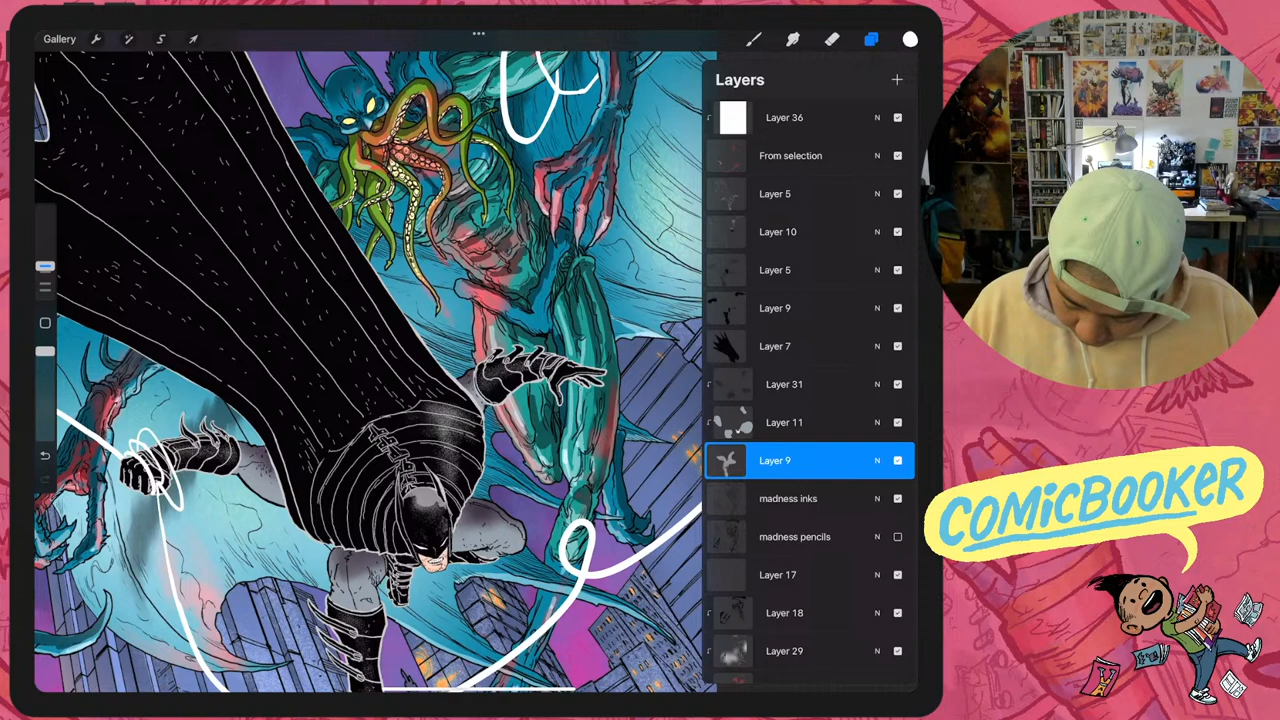 Gallery
Layers
Layer 36 N
From selection N
Layer 5 N
Layer 10 N
Layer 5 N
Layer 9 N
Layer 7 N
Layer 31 N
Layer 11 N
Layer 9 N
madness inks N
madness pencils N
Layer 17 N
Layer 18 N
Layer 29 N
COMICBOOKER